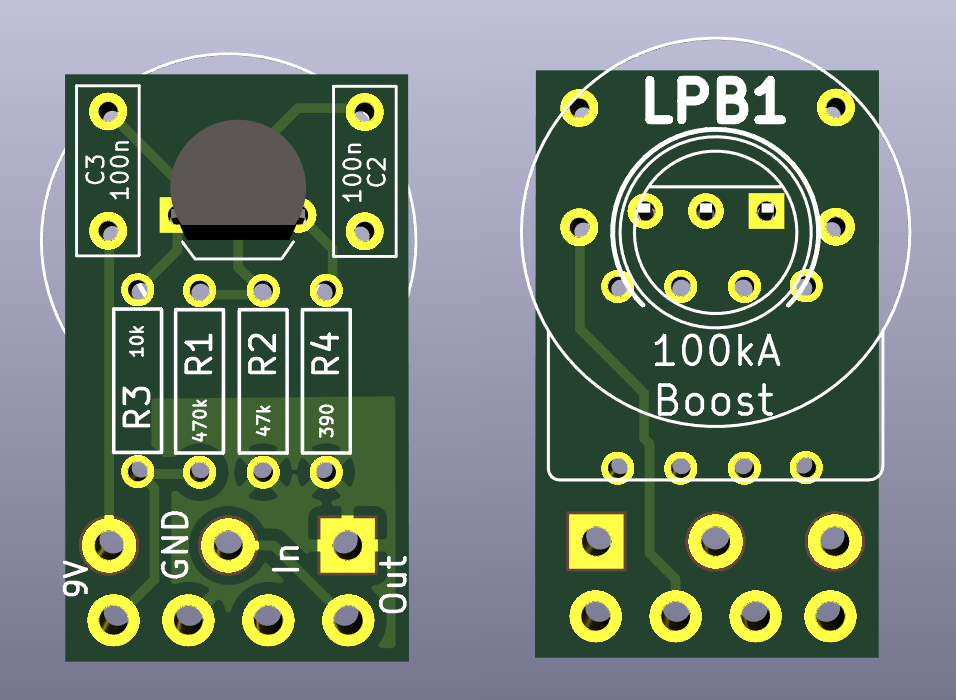 C3
100n
100n
C2
10k
R3
R1
470k
R2
47k
R4
390
9V
GND
In
Out
LPB1
100kA
Boost